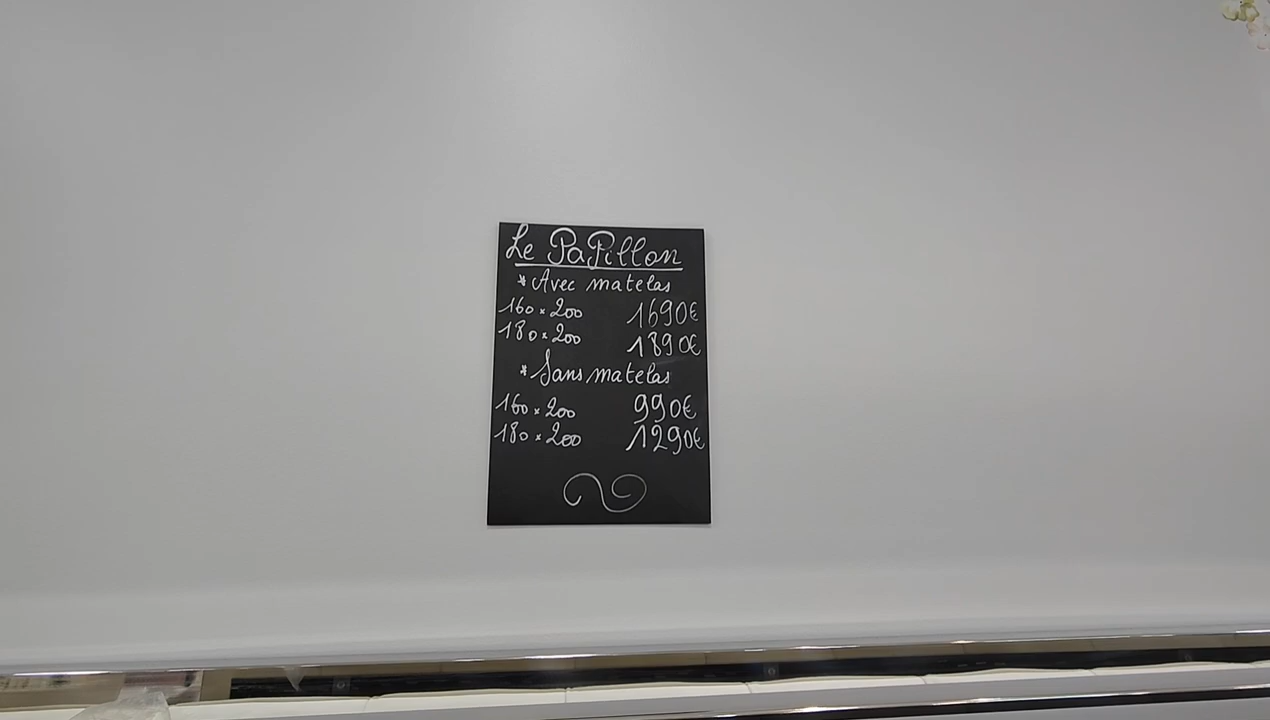 Le PaPillon
* Avec matelas
160 x 200 1690€
180 x 200 1890€
* Sans matelas
160 x 200 990€
180 x 200 1290€